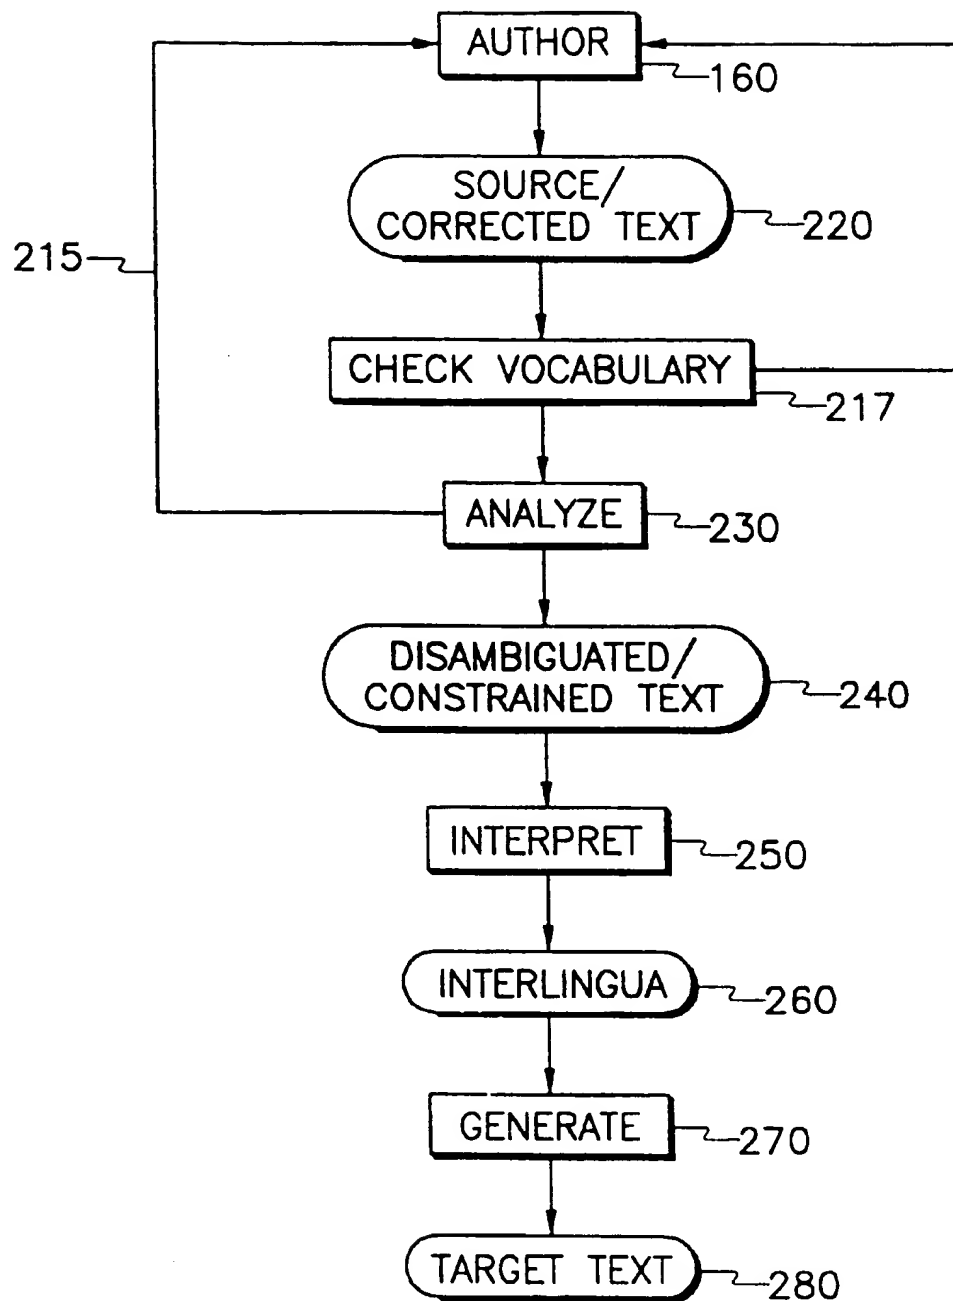 AUTHOR
160
SOURCE/
CORRECTED TEXT
220
215
CHECK VOCABULARY
217
ANALYZE
230
DISAMBIGUATED/
CONSTRAINED TEXT
240
INTERPRET
250
INTERLINGUA
260
GENERATE
270
TARGET TEXT
280